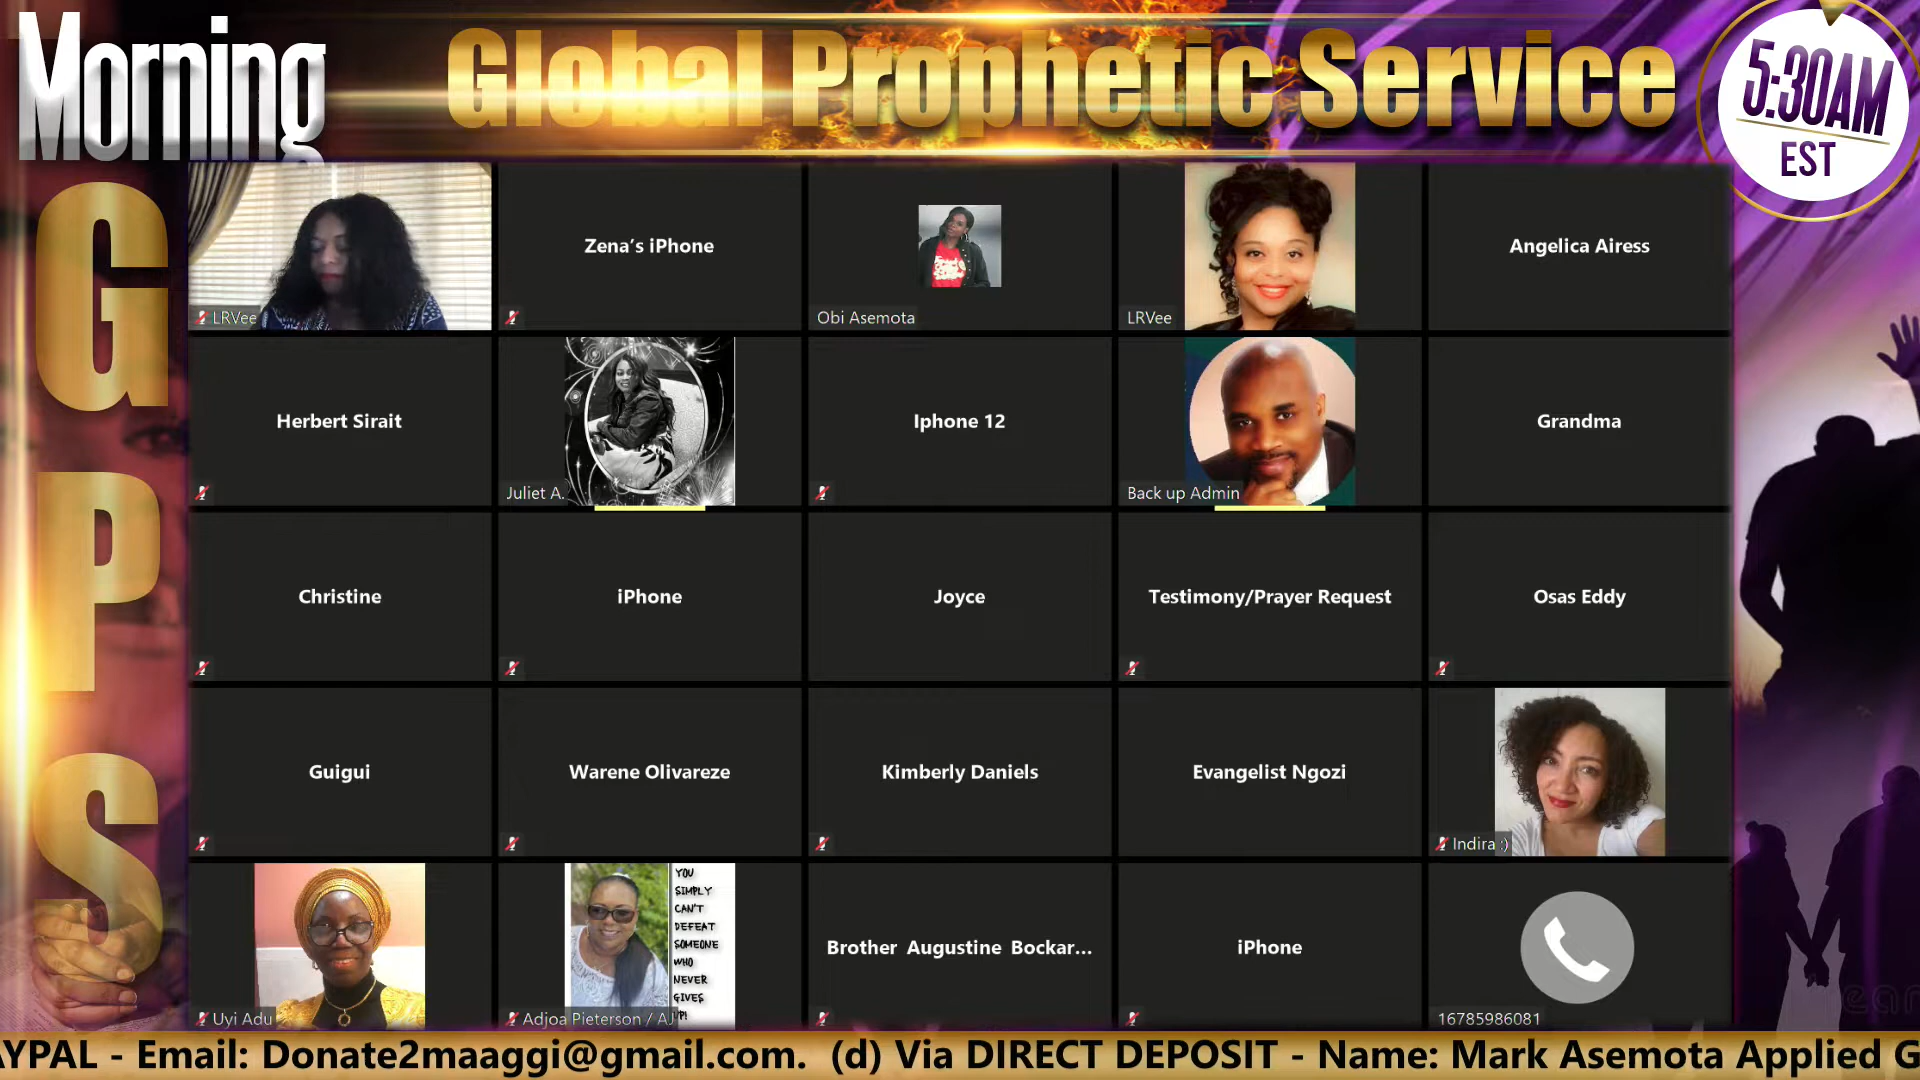 Morning
Global Prophetic Service
5:30AM
EST
GPS
LRVee
Zena’s iPhone
Obi Asemota
LRVee
Angelica Airess
Herbert Sirait
Juliet A.
Iphone 12
Back up Admin
Grandma
Christine
iPhone
Joyce
Testimony/Prayer Request
Osas Eddy
Guigui
Warene Olivareze
Kimberly Daniels
Evangelist Ngozi
Indira :)
Uyi Adu
YOU
SIMPLY
CAN'T
DEFEAT
SOMEONE
WHO
NEVER
GIVES
UP!
Adjoa Pieterson / AJ
Brother Augustine Bockar...
iPhone
16785986081
AYPAL - Email: Donate2maaggi@gmail.com. (d) Via DIRECT DEPOSIT - Name: Mark Asemota Applied G